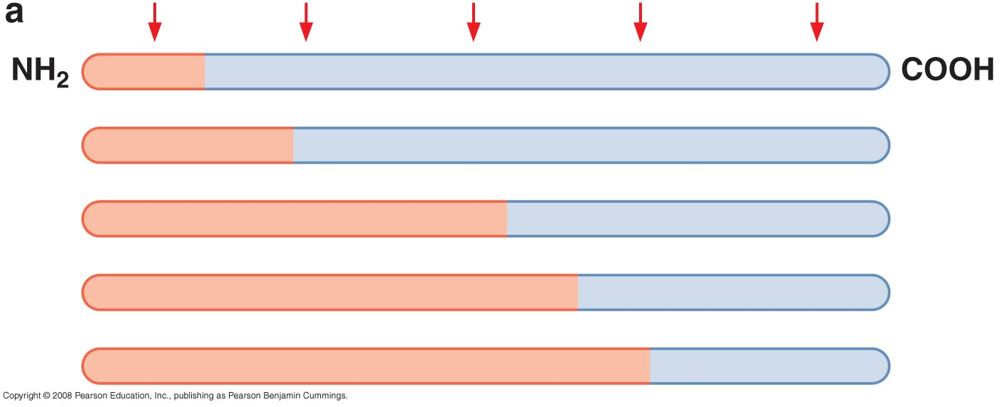 a
NH₂ COOH
Copyright © 2008 Pearson Education, Inc., publishing as Pearson Benjamin Cummings.